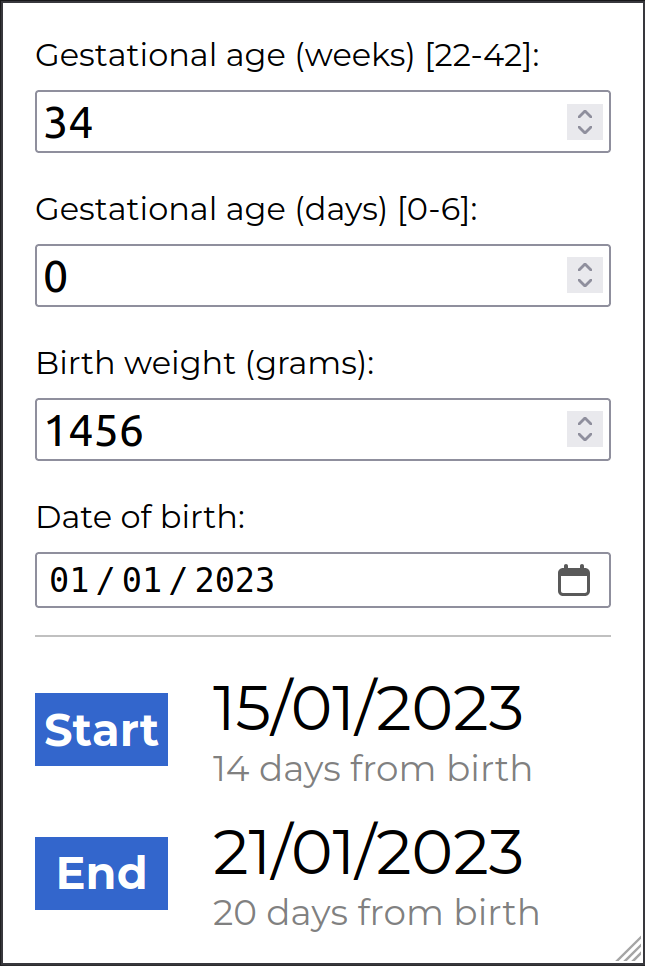 Gestational age (weeks) [22-42]:
34
Gestational age (days) [0-6]:
0
Birth weight (grams):
1456
Date of birth:
01/01/2023
Start
15/01/2023
14 days from birth
End
21/01/2023
20 days from birth